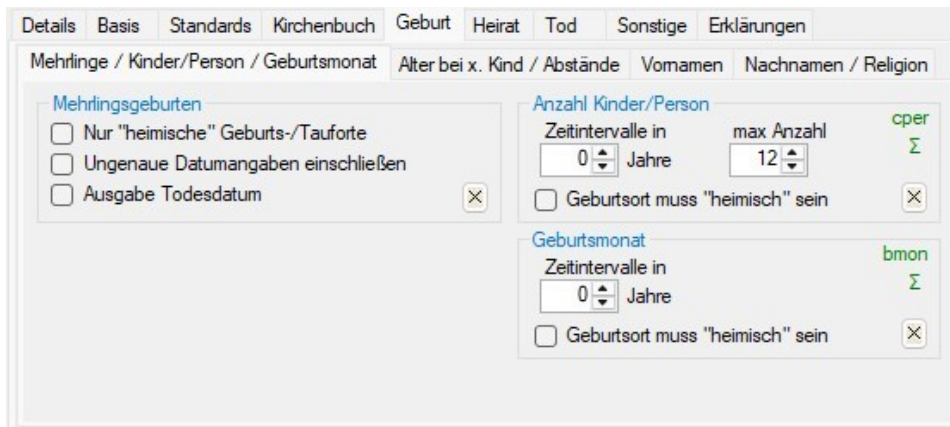 Details Basis Standards Kirchenbuch Geburt Heirat Tod Sonstige Erklärungen
Mehrlinge / Kinder/Person / Geburtsmonat Alter bei x. Kind / Abstände Vornamen Nachnamen / Religion
Mehrlingsgeburten
Nur "heimische" Geburts-/Tauforte
Ungenaue Datumangaben einschließen
Ausgabe Todesdatum
Anzahl Kinder/Person
cper
Zeitintervalle in max Anzahl
Σ
0 Jahre 12
Geburtsort muss "heimisch" sein
Geburtsmonat
bmon
Zeitintervalle in
Σ
0 Jahre
Geburtsort muss "heimisch" sein